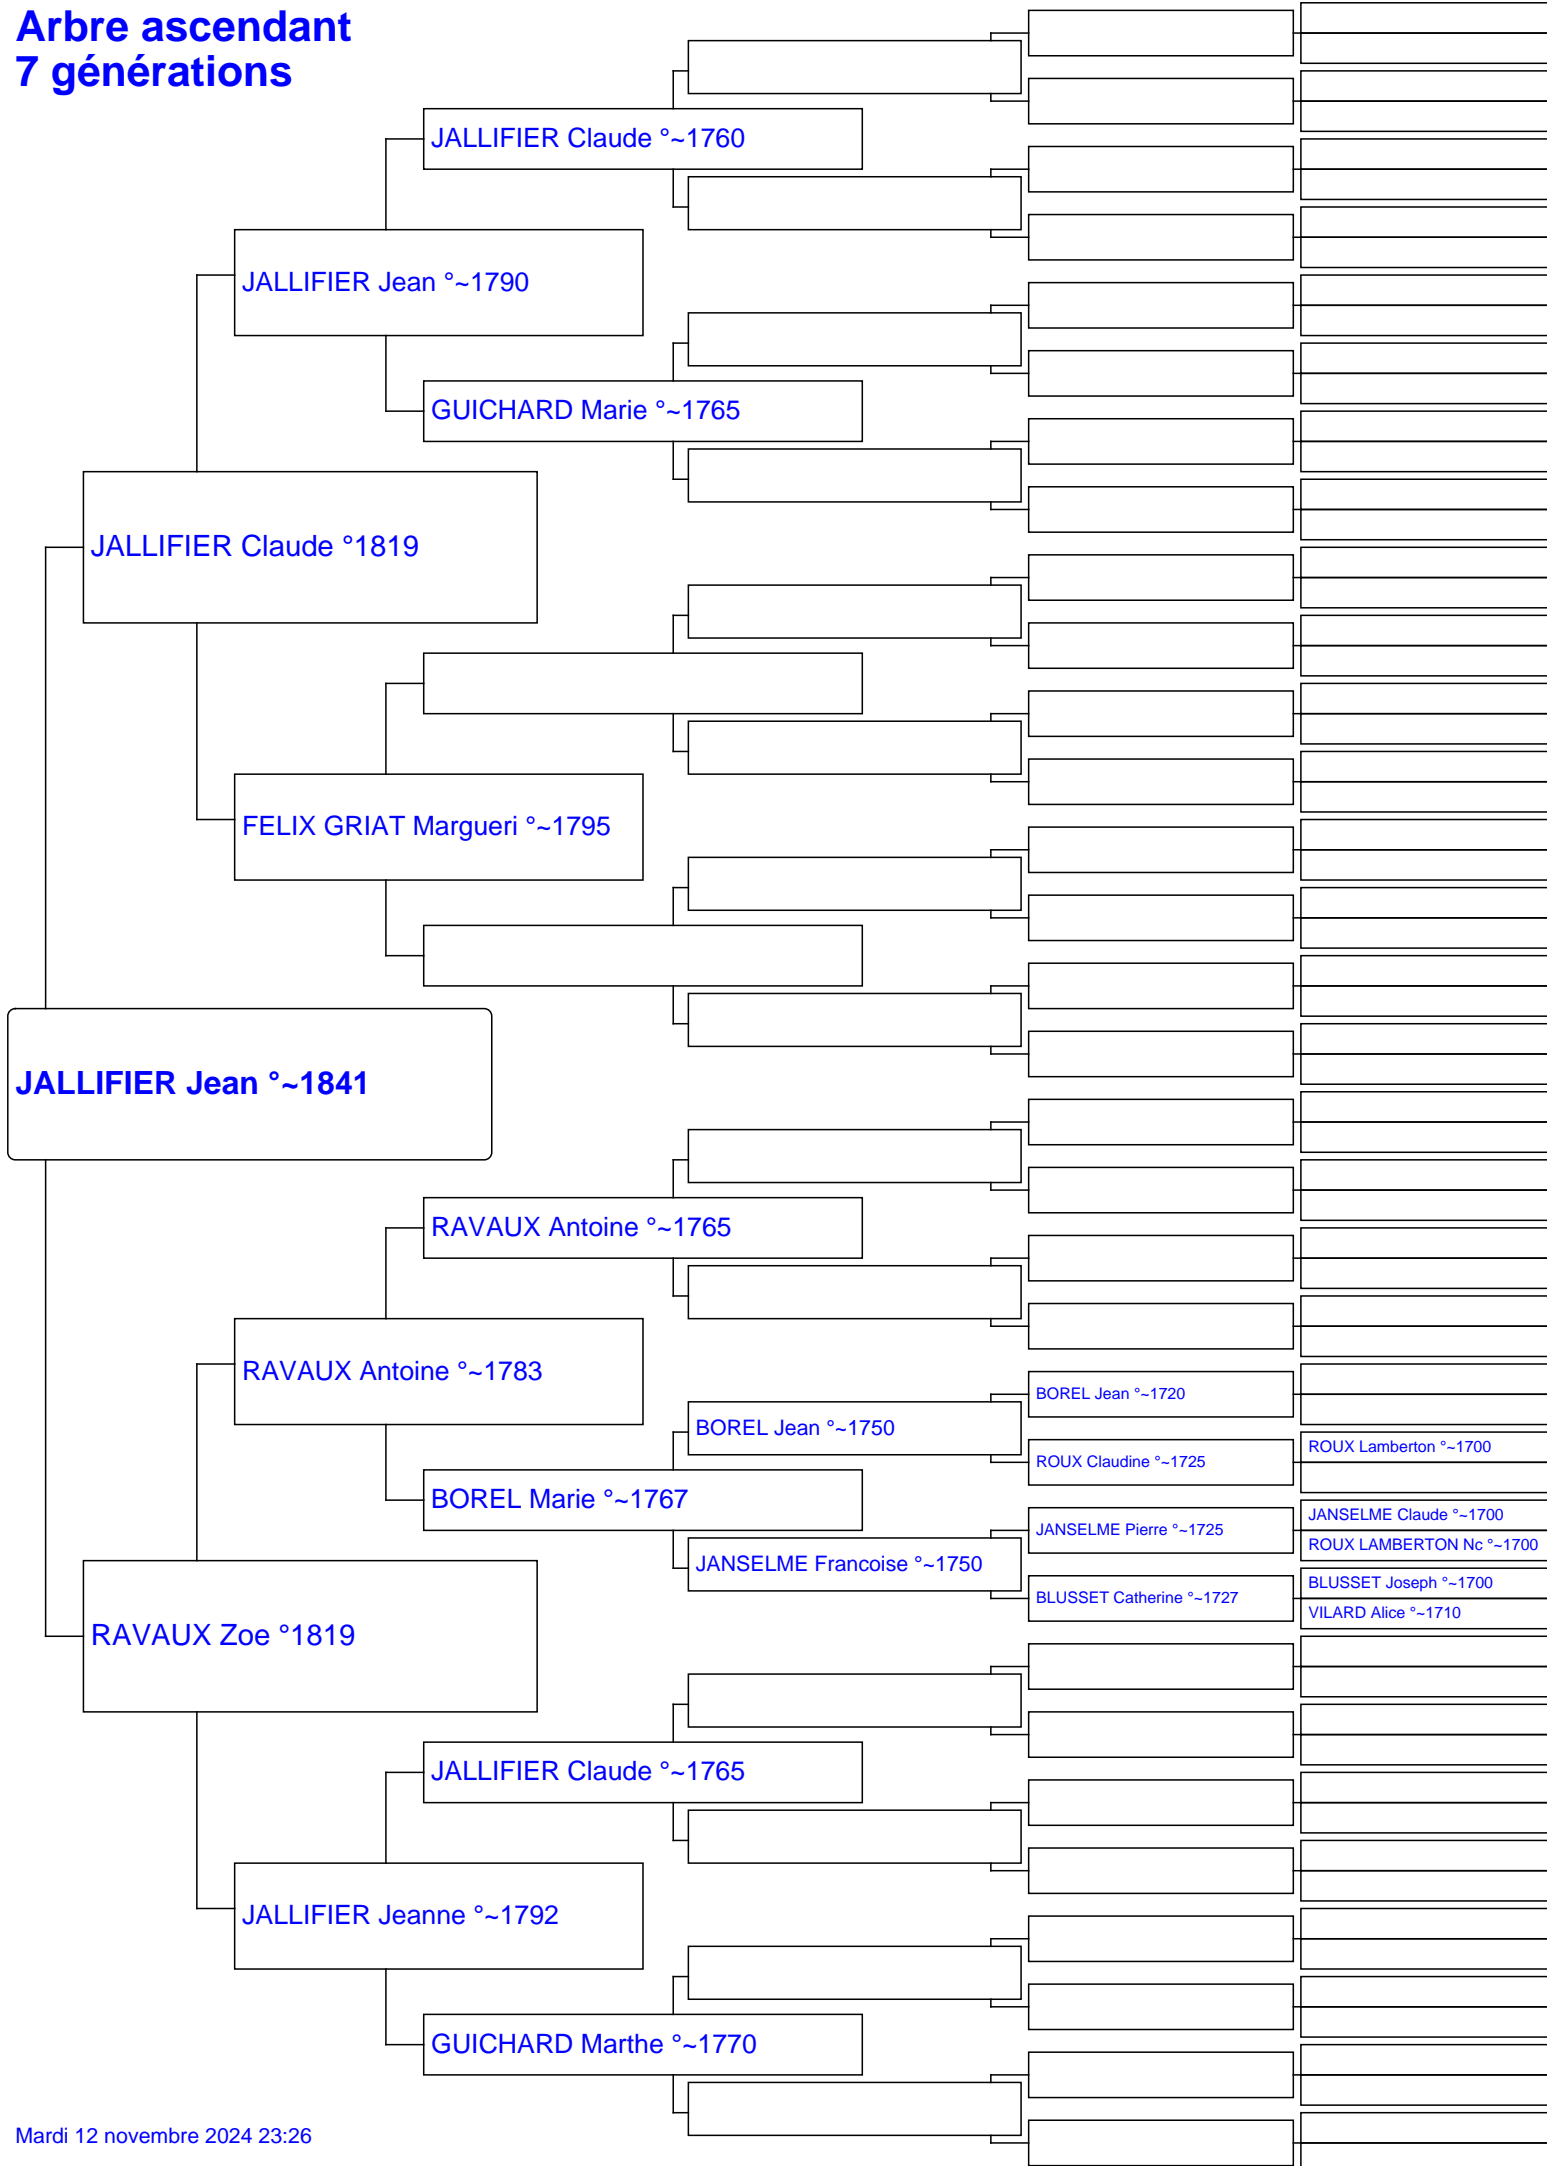 Arbre ascendant
7 générations
JALLIFIER Claude °~1760
JALLIFIER Jean °~1790
GUICHARD Marie °~1765
JALLIFIER Claude °1819
FELIX GRIAT Margueri °~1795
JALLIFIER Jean °~1841
RAVAUX Antoine °~1765
RAVAUX Antoine °~1783
BOREL Jean °~1720
BOREL Jean °~1750
ROUX Lamberton °~1700
ROUX Claudine °~1725
BOREL Marie °~1767
JANSELME Claude °~1700
JANSELME Pierre °~1725
ROUX LAMBERTON Nc °~1700
JANSELME Francoise °~1750
BLUSSET Joseph °~1700
BLUSSET Catherine °~1727
VILARD Alice °~1710
RAVAUX Zoe °1819
JALLIFIER Claude °~1765
JALLIFIER Jeanne °~1792
GUICHARD Marthe °~1770
Mardi 12 novembre 2024 23:26